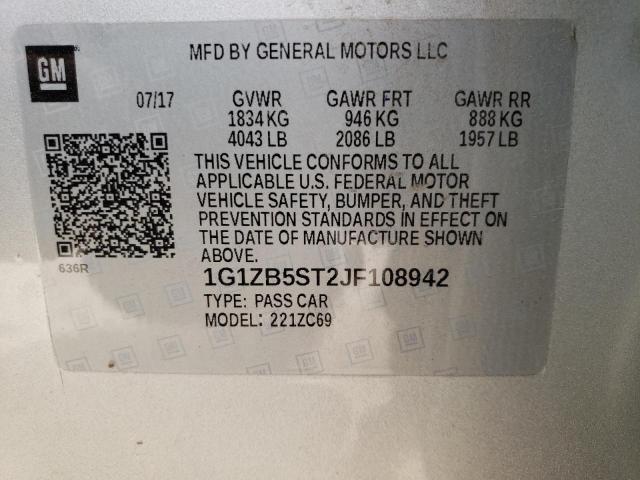 GM
MFD BY GENERAL MOTORS LLC
07/17 GVWR GAWR FRT GAWR RR
1834 KG 946 KG 888 KG
4043 LB 2086 LB 1957 LB
THIS VEHICLE CONFORMS TO ALL
APPLICABLE U.S. FEDERAL MOTOR
VEHICLE SAFETY, BUMPER, AND THEFT
PREVENTION STANDARDS IN EFFECT ON
THE DATE OF MANUFACTURE SHOWN
ABOVE.
636R
1G1ZB5ST2JF108942
TYPE: PASS CAR
MODEL: 221ZC69